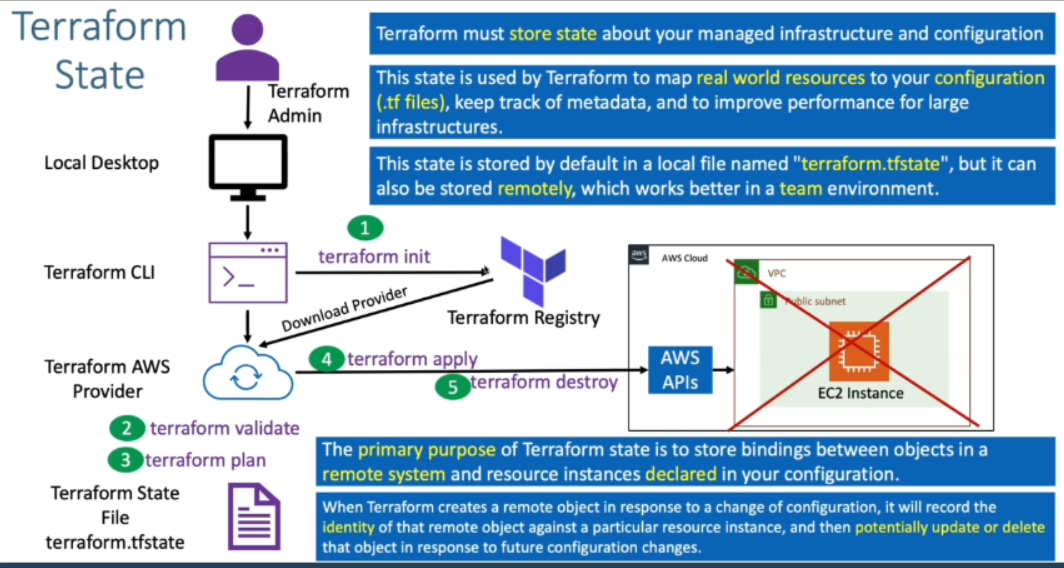 Terraform
State
Terraform
Admin
Local Desktop
Terraform CLI
Terraform AWS
Provider
Terraform must store state about your managed infrastructure and configuration
This state is used by Terraform to map real world resources to your configuration
(.tf files), keep track of metadata, and to improve performance for large
infrastructures.
This state is stored by default in a local file named "terraform.tfstate", but it can
also be stored remotely, which works better in a team environment.
1
terraform init
Download Provider
Terraform Registry
4 terraform apply
5 terraform destroy
aws
AWS Cloud
VPC
Public subnet
AWS
APIs
EC2 Instance
2 terraform validate
3 terraform plan
Terraform State
File
terraform.tfstate
The primary purpose of Terraform state is to store bindings between objects in a
remote system and resource instances declared in your configuration.
When Terraform creates a remote object in response to a change of configuration, it will record the
identity of that remote object against a particular resource instance, and then potentially update or delete
that object in response to future configuration changes.